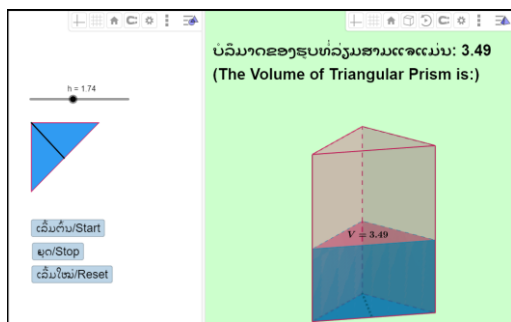 h = 1.74
ເລີ່ມຕົ້ນ/Start
ຢຸດ/Stop
ເລີ່ມໃໝ່/Reset
ບໍລິມາດຂອງຮູບທໍ່ລ່ຽມສາມແຈແມ່ນ: 3.49
(The Volume of Triangular Prism is:)
V = 3.49